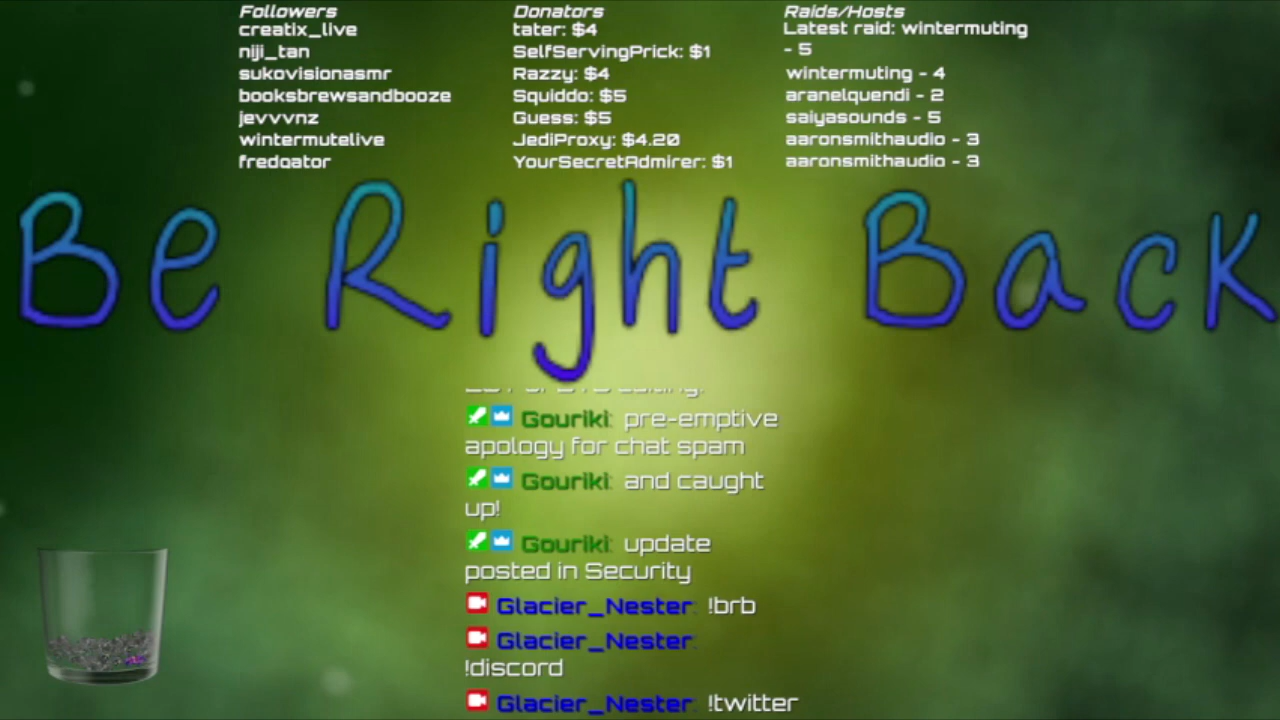 Followers
creatix_live
niji_tan
sukovisionasmr
booksbrewsandbooze
jevvvnz
wintermutelive
fredgator
Donators
tater: $4
SelfServingPrick: $1
Razzy: $4
Squiddo: $5
Guess: $5
JediProxy: $4.20
YourSecretAdmirer: $1
Raids/Hosts
Latest raid: wintermuting
- 5
wintermuting - 4
aranelquendi - 2
saiyasounds - 5
aaronsmithaudio - 3
aaronsmithaudio - 3
Be Right Back
Gouriki: pre-emptive
apology for chat spam
Gouriki: and caught
up!
Gouriki: update
posted in Security
Glacier_Nester: !brb
Glacier_Nester:
!discord
Glacier_Nester: !twitter